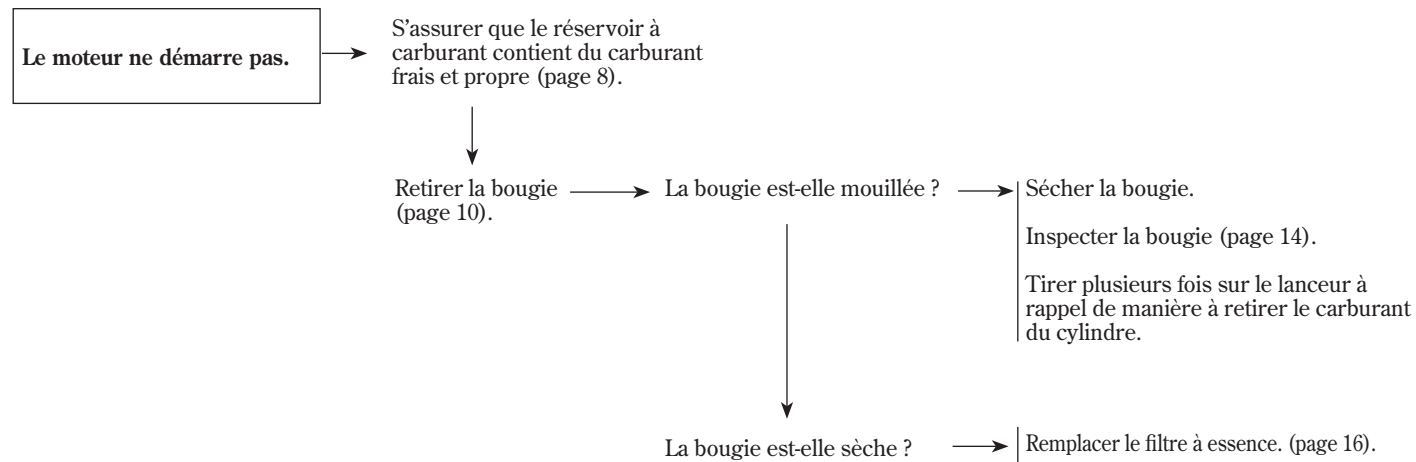 Le moteur ne démarre pas.
S'assurer que le réservoir à
carburant contient du carburant
frais et propre (page 8).
Retirer la bougie
(page 10).
La bougie est-elle mouillée ?
Sécher la bougie.
Inspecter la bougie (page 14).
Tirer plusieurs fois sur le lanceur à
rappel de manière à retirer le carburant
du cylindre.
La bougie est-elle sèche ?
Remplacer le filtre à essence. (page 16).